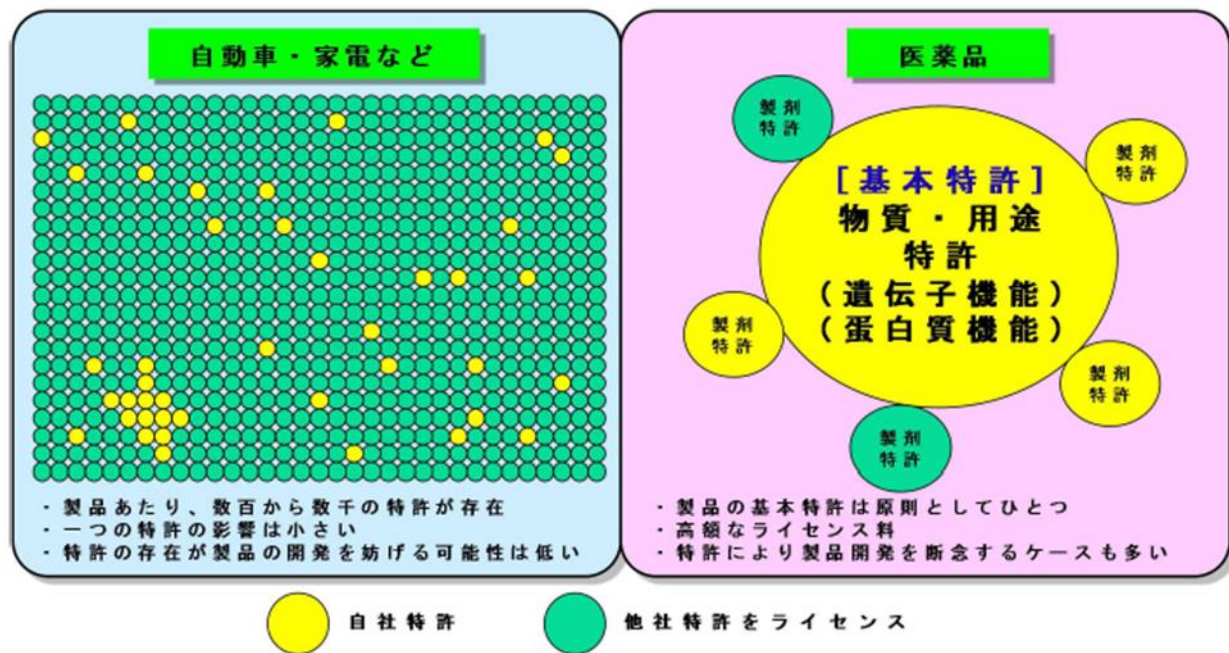 自動車・家電など
・製品あたり、数百から数千の特許が存在
・一つの特許の影響は小さい
・特許の存在が製品の開発を妨げる可能性は低い
医薬品
製剤
特許
製剤
特許
[基本特許]
物質・用途
特許
(遺伝子機能)
(蛋白質機能)
製剤
特許
製剤
特許
製剤
特許
・製品の基本特許は原則としてひとつ
・高額なライセンス料
・特許により製品開発を断念するケースも多い
自社特許
他社特許をライセンス